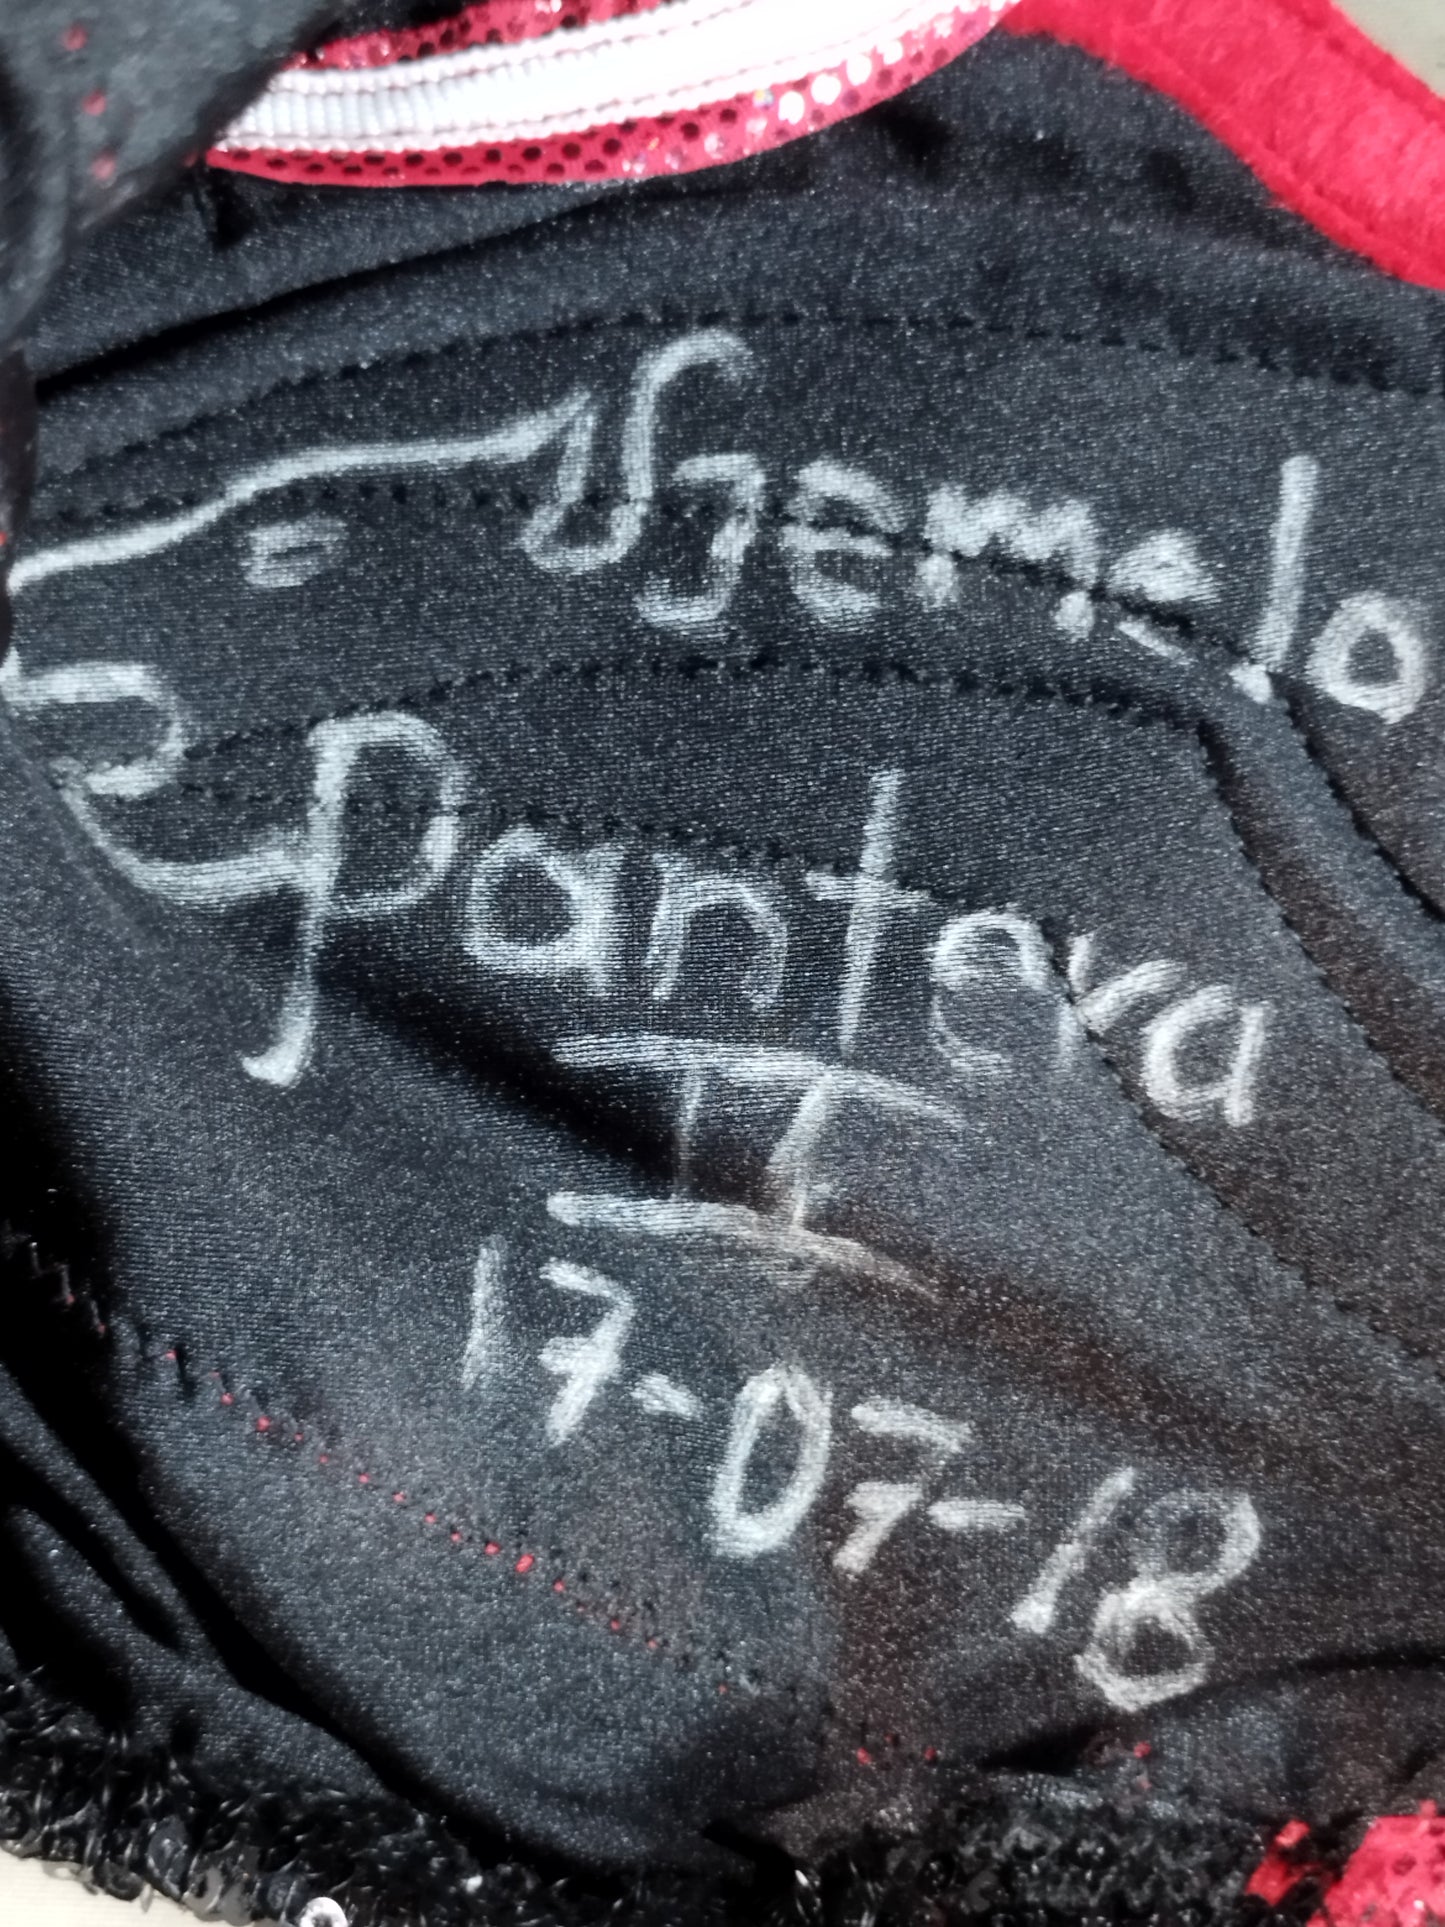 Gemelo
Pantera
II
17-07-18